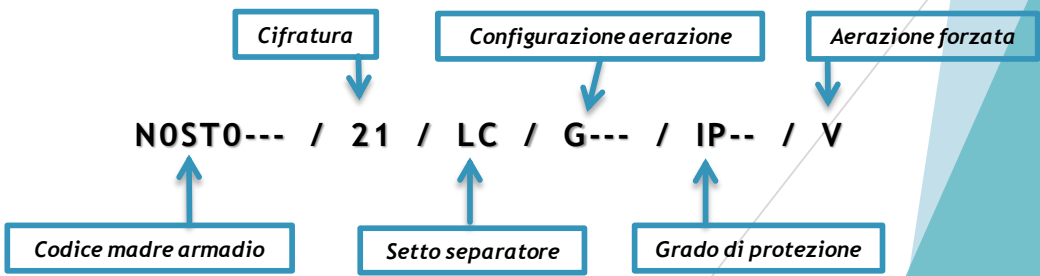 Cifratura
Configurazione aerazione
Aerazione forzata
N0ST0--- / 21 / LC / G--- / IP-- / V
Codice madre armadio
Setto separatore
Grado di protezione